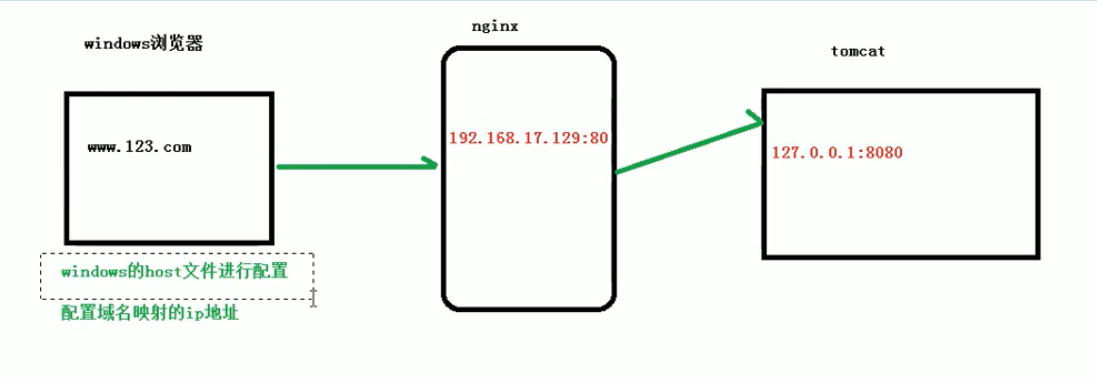 nginx
windows浏览器
tomcat
www.123.com
192.168.17.129:80
127.0.0.1:8080
windows的host文件进行配置
配置域名映射的ip地址